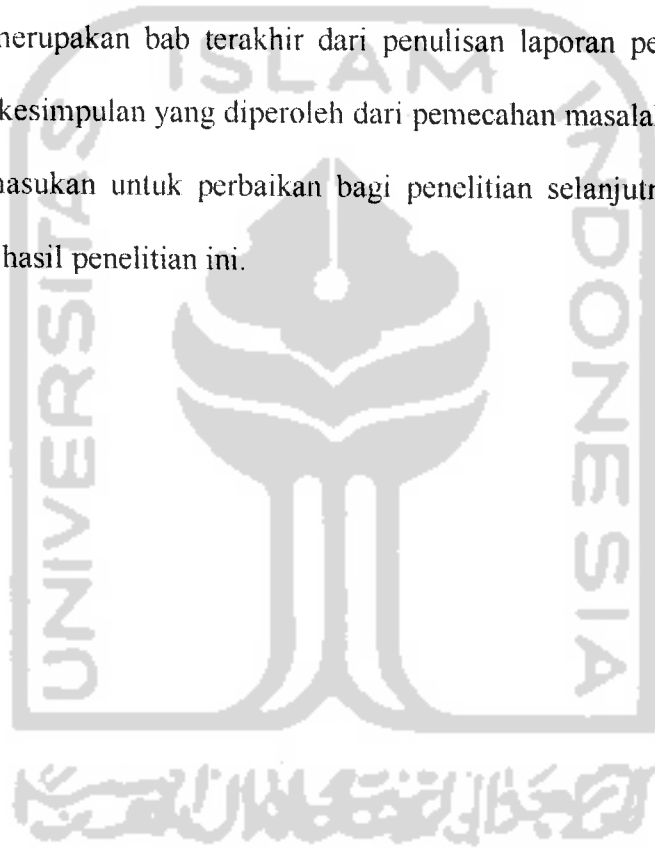 merupakan bab terakhir dari penulisan laporan pe
kesimpulan yang diperoleh dari pemecahan masalah
masukan untuk perbaikan bagi penelitian selanjutn
hasil penelitian ini.
ISLAM
UNIVERSITAS
INDONESIA